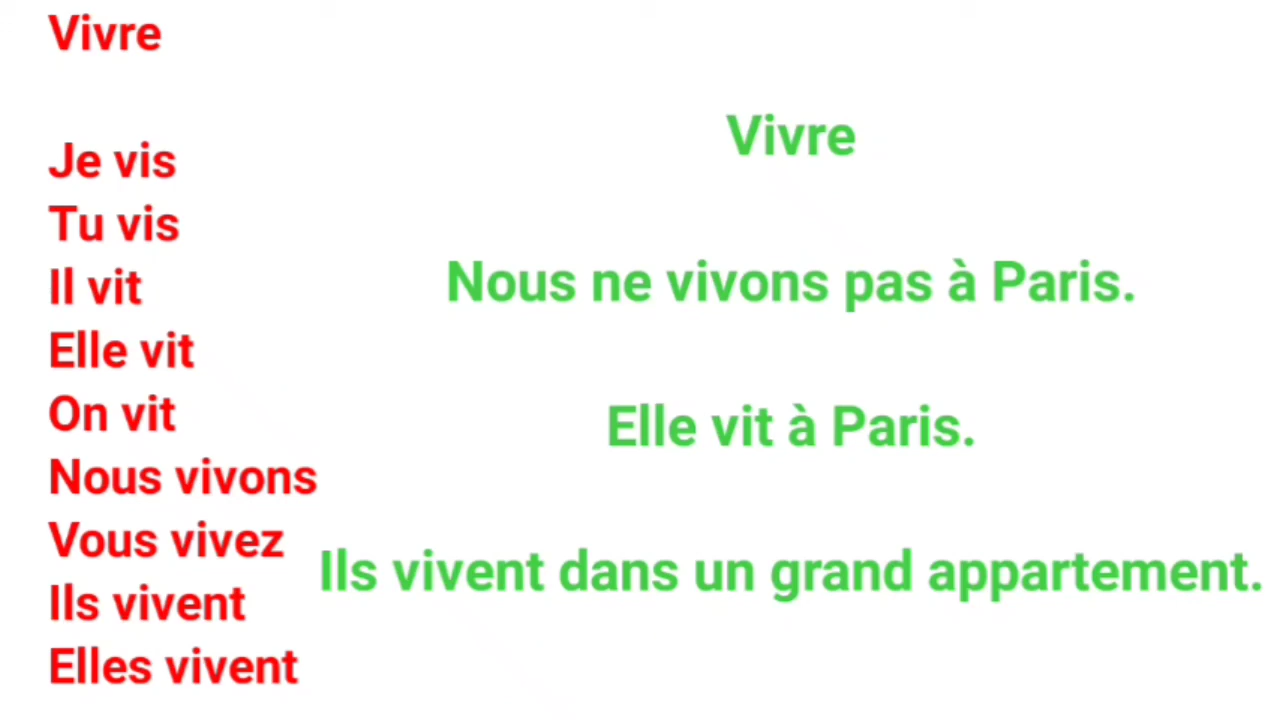 Vivre
Je vis
Tu vis
Il vit
Elle vit
On vit
Nous vivons
Vous vivez
Ils vivent
Elles vivent
Vivre
Nous ne vivons pas à Paris.
Elle vit à Paris.
Ils vivent dans un grand appartement.